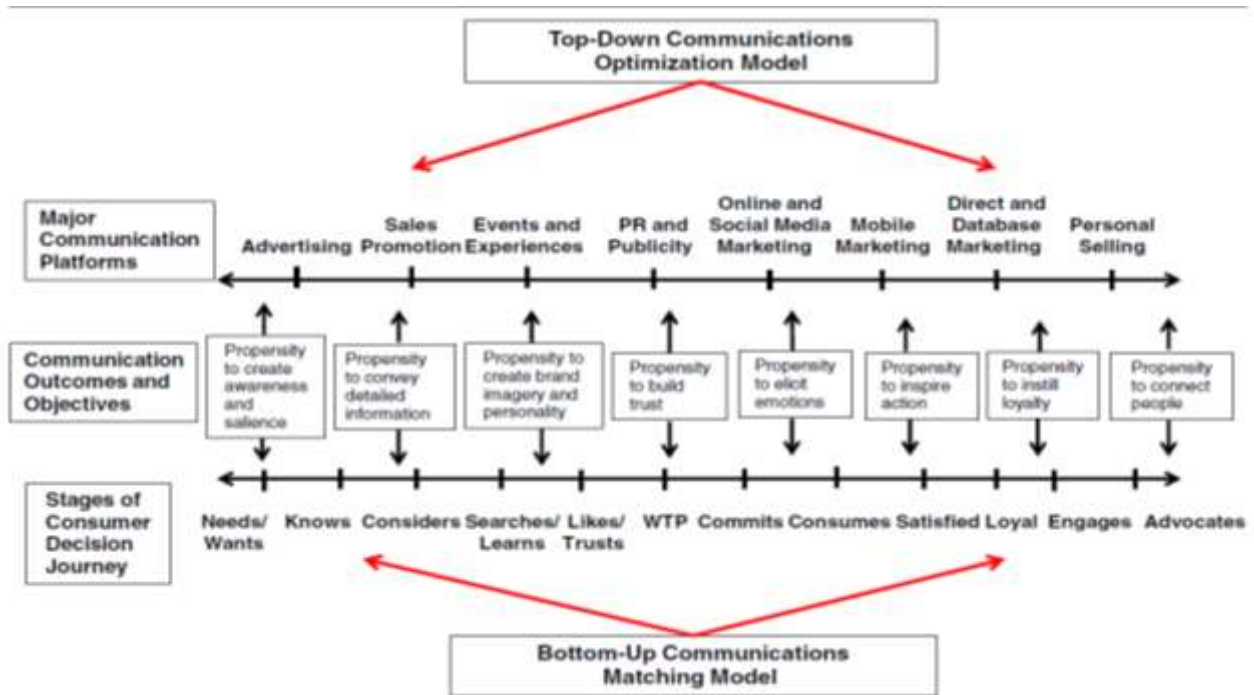 Top-Down Communications
Optimization Model
Major
Communication
Platforms
Advertising
Sales
Promotion
Events and
Experiences
PR and
Publicity
Online and
Social Media
Marketing
Mobile
Marketing
Direct and
Database
Marketing
Personal
Selling
Communication
Outcomes and
Objectives
Propensity
to create
awareness
and
salience
Propensity
to convey
detailed
information
Propensity to
create brand
imagery and
personality
Propensity
to build
trust
Propensity
to elicit
emotions
Propensity
to inspire
action
Propensity
to instill
loyalty
Propensity
to connect
people
Stages of
Consumer
Decision
Journey
Needs/
Wants
Knows
Considers
Searches/
Learns
Likes/
Trusts
WTP
Commits
Consumes
Satisfied
Loyal
Engages
Advocates
Bottom-Up Communications
Matching Model